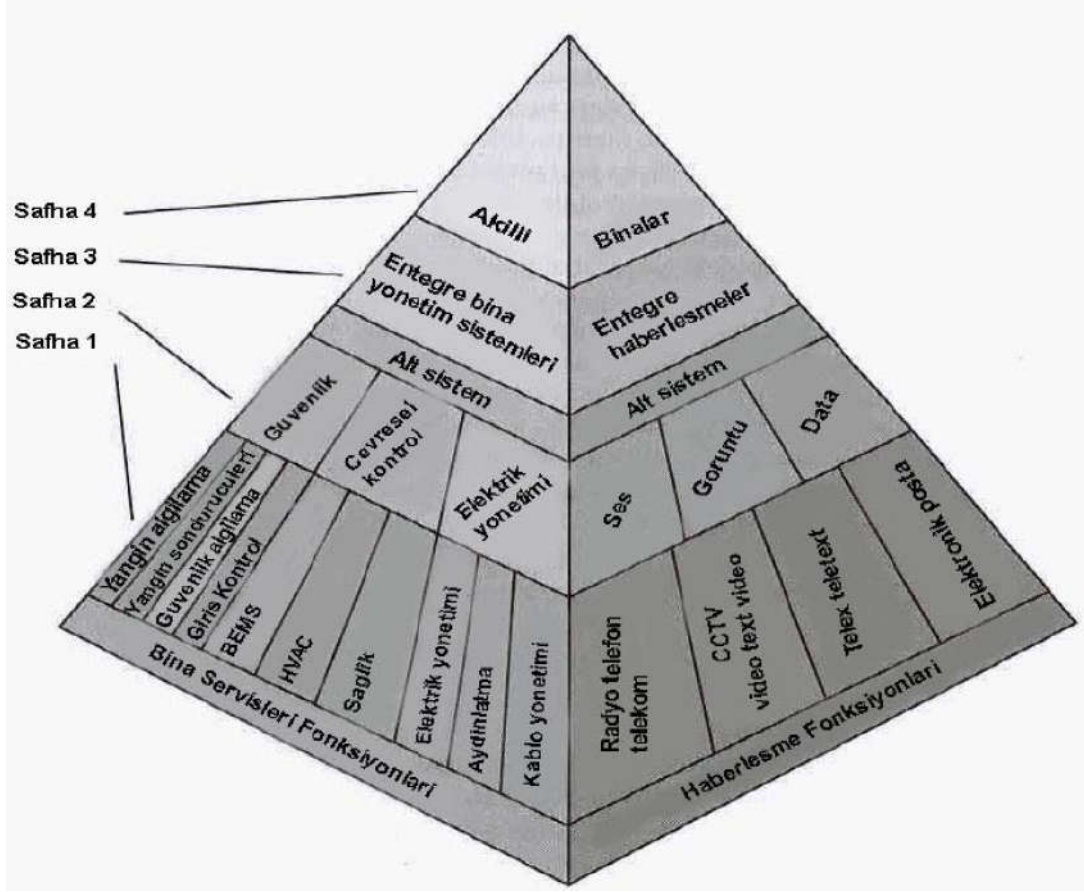 Safha 4
Safha 3
Safha 2
Safha 1
Akilli
Binalar
Entegre bina
yonetim sistemleri
Entegre
haberlesmeler
Alt sistem
Alt sistem
Guvenlik
Cevresel
kontrol
Elektrik
yonetimi
Ses
Goruntu
Data
Yangin algilama
Yangin sonduruculeri
Guvenlik algilama
Giris Kontrol
BEMS
HVAC
Saglik
Elektrik yonetimi
Aydinlatma
Kablo yonetimi
Radyo telefon
telekom
CCTV
video text video
Telex teletext
Elektronik posta
Bina Servisleri Fonksiyonlari
Haberlesme Fonksiyonlari